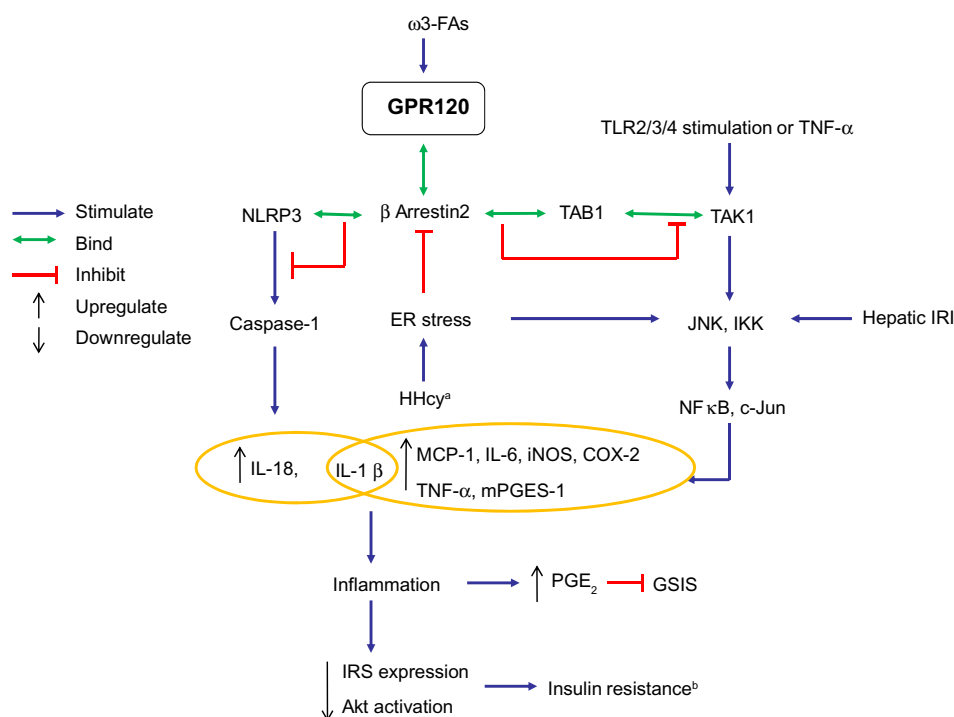 ω3-FAs
GPR120
TLR2/3/4 stimulation or TNF-α
Stimulate
Bind
Inhibit
Upregulate
Downregulate
NLRP3
β Arrestin2
TAB1
TAK1
Caspase-1
ER stress
JNK, IKK
Hepatic IRI
HHcyᵃ
NFκB, c-Jun
IL-18,
IL-1 β
MCP-1, IL-6, iNOS, COX-2
TNF-α, mPGES-1
Inflammation
PGE₂
GSIS
IRS expression
Akt activation
Insulin resistanceᵇ